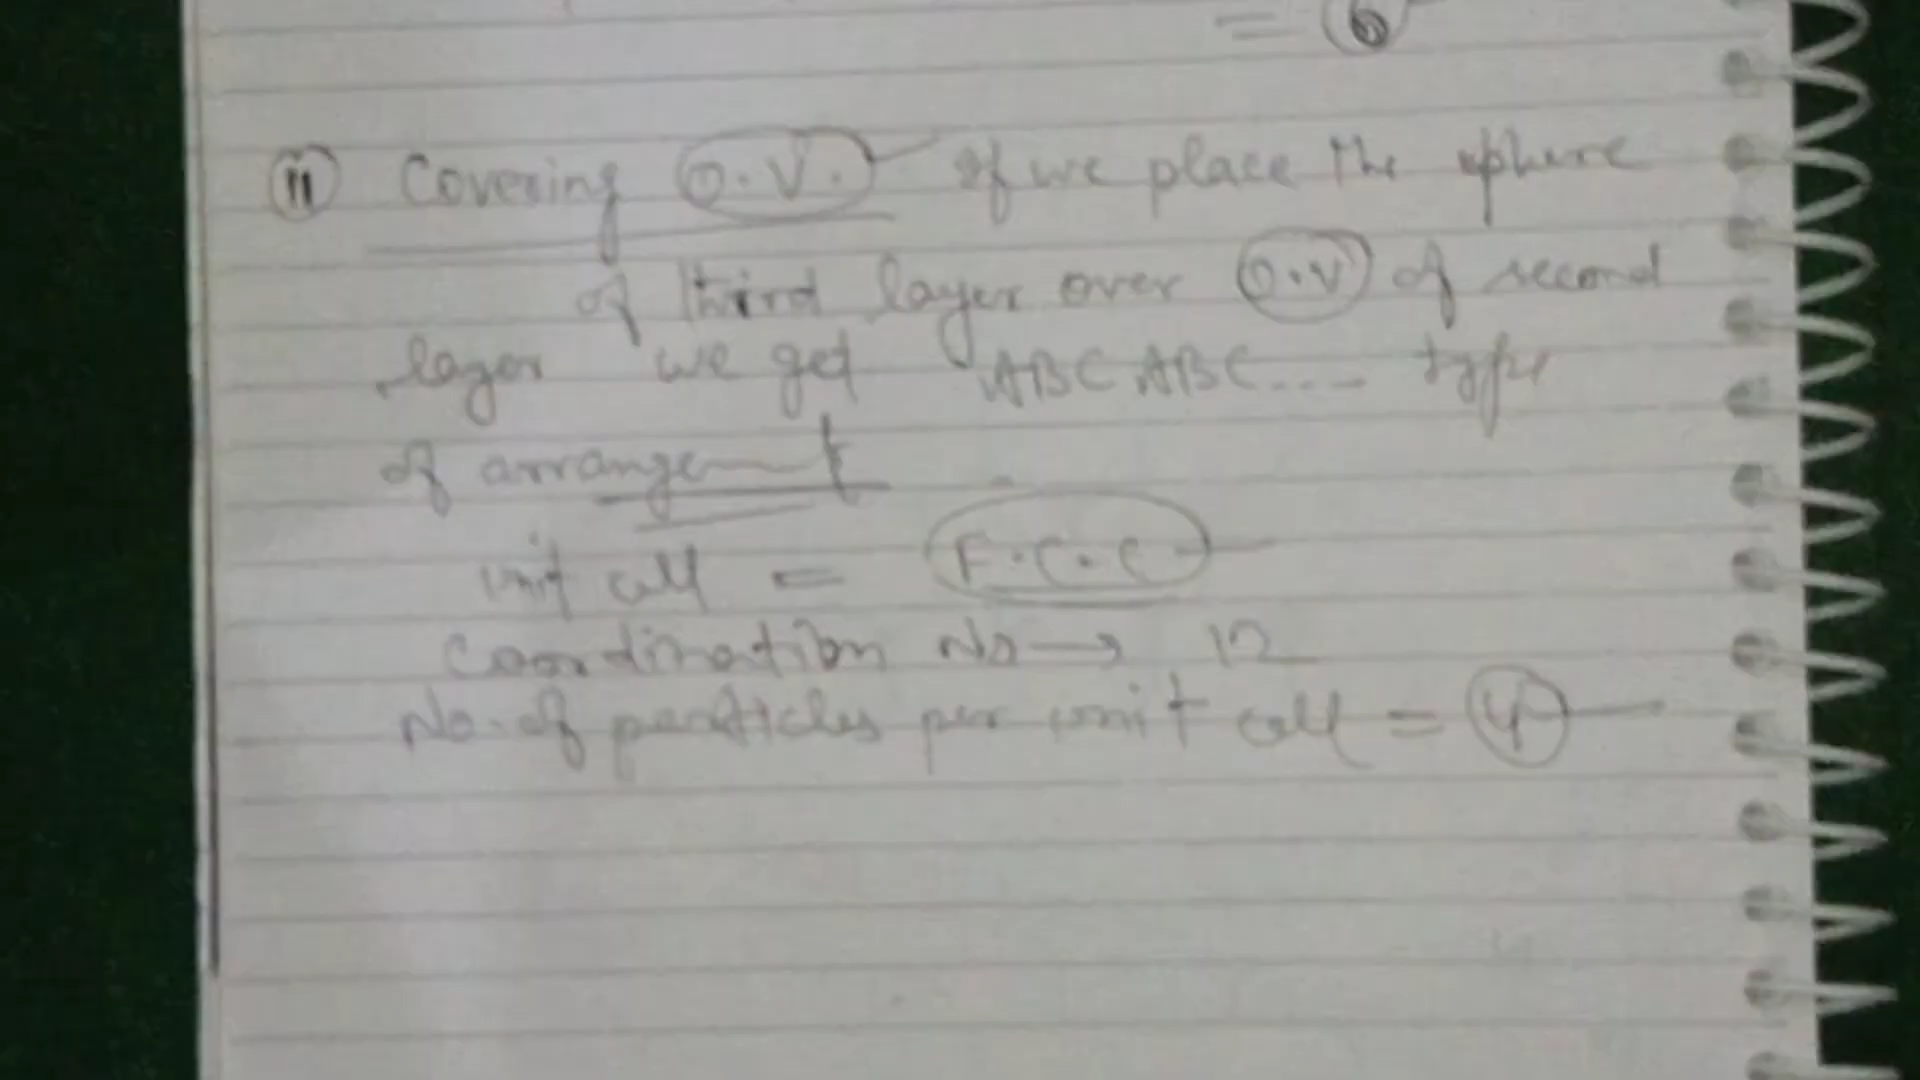 = 6
(ii) Covering O.V. If we place the sphere
of third layer over O.V of second
layer we get ABC ABC.... type
of arrangement
unit cell = F.C.C
Coordination No → 12
No. of particles per unit cell = 4